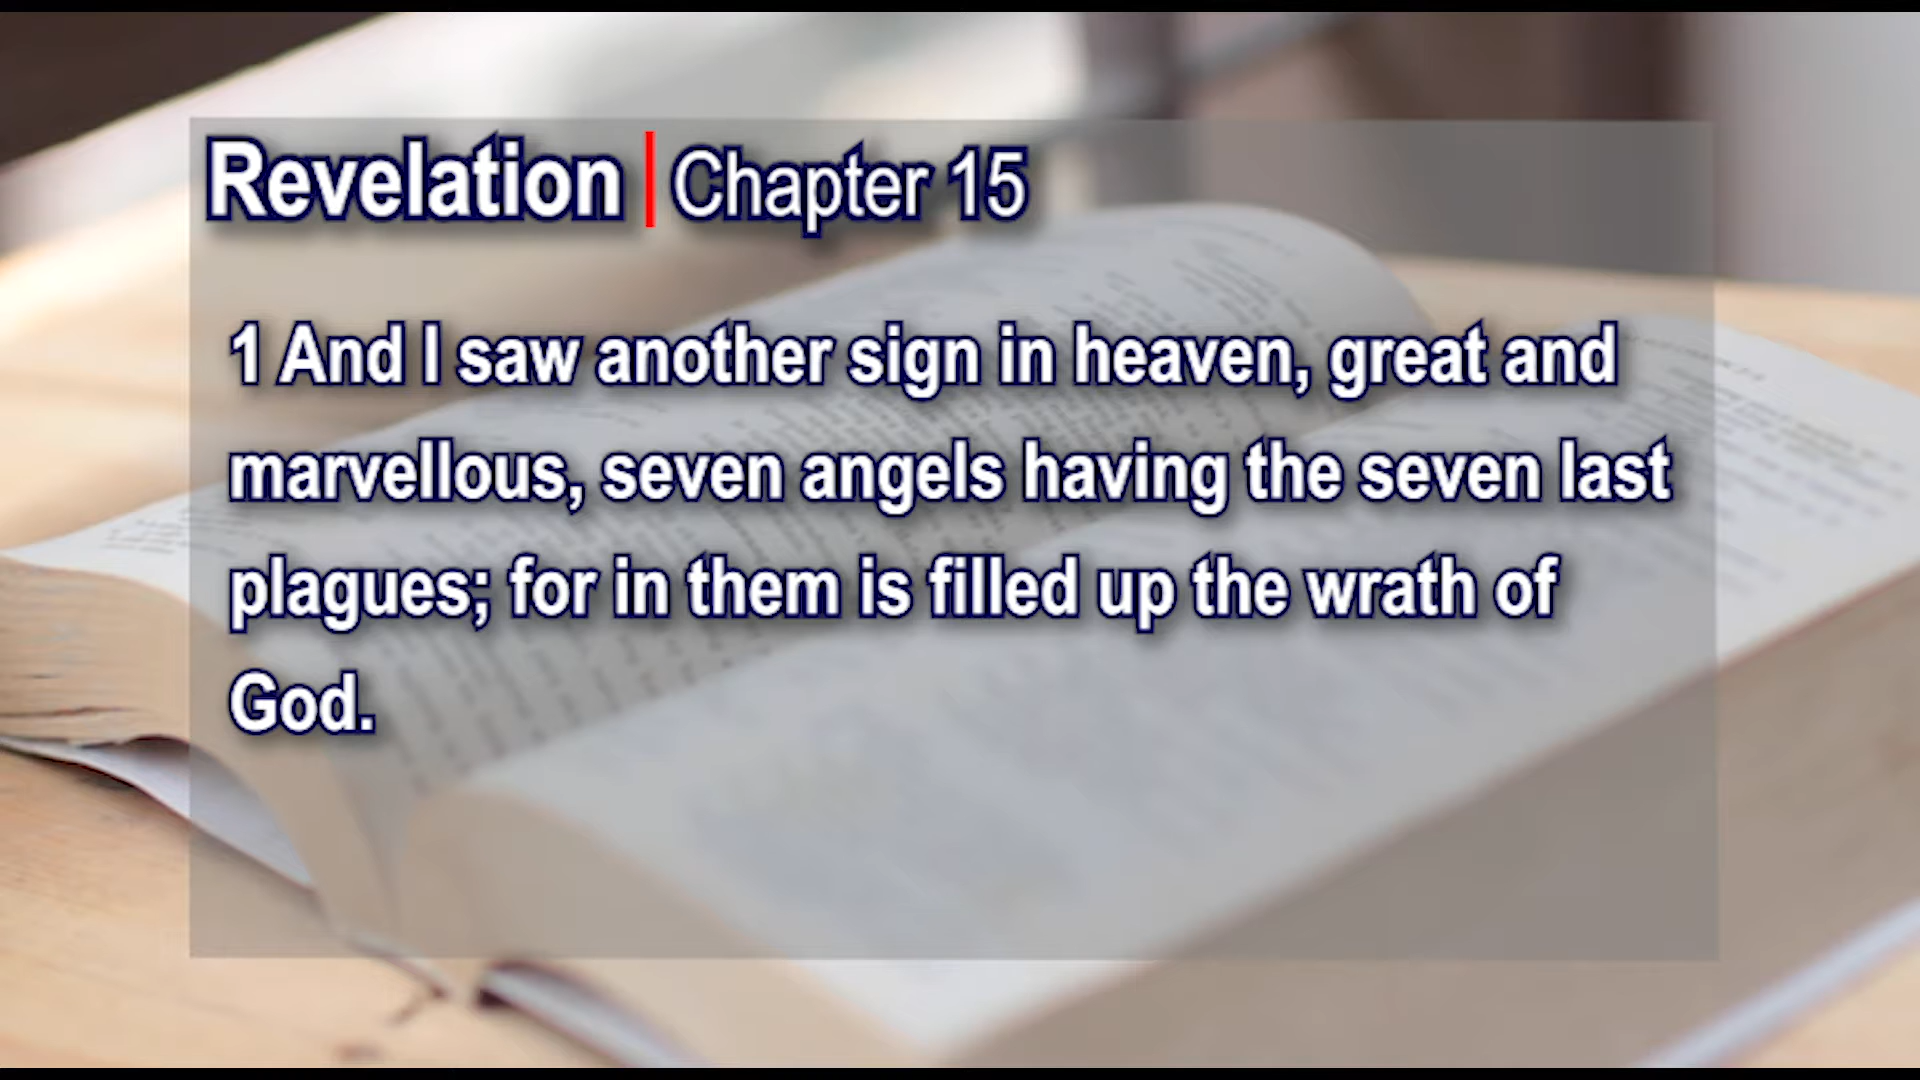 Revelation | Chapter 15
1 And I saw another sign in heaven, great and
marvellous, seven angels having the seven last
plagues; for in them is filled up the wrath of
God.